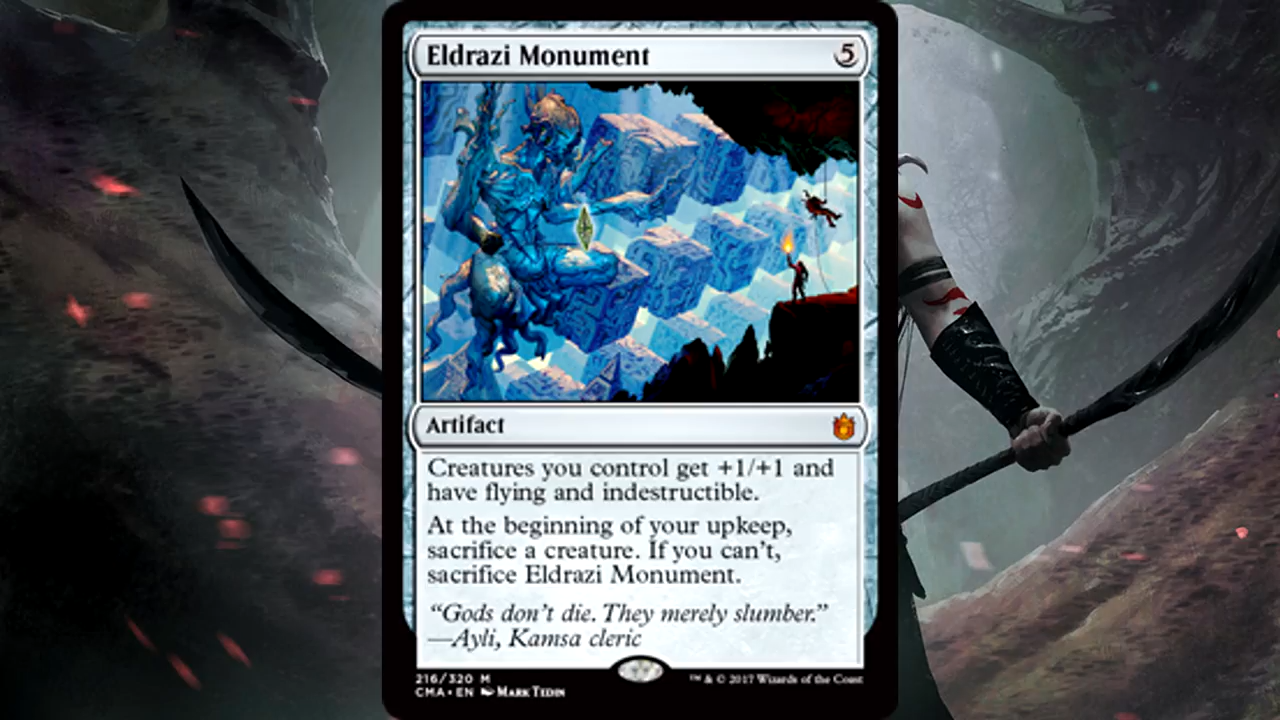 Eldrazi Monument 5
Artifact
Creatures you control get +1/+1 and
have flying and indestructible.
At the beginning of your upkeep,
sacrifice a creature. If you can't,
sacrifice Eldrazi Monument.
“Gods don't die. They merely slumber.”
—Ayli, Kamsa cleric
216/320 M
CMA • EN Mark Tedin
™ & © 2017 Wizards of the Coast